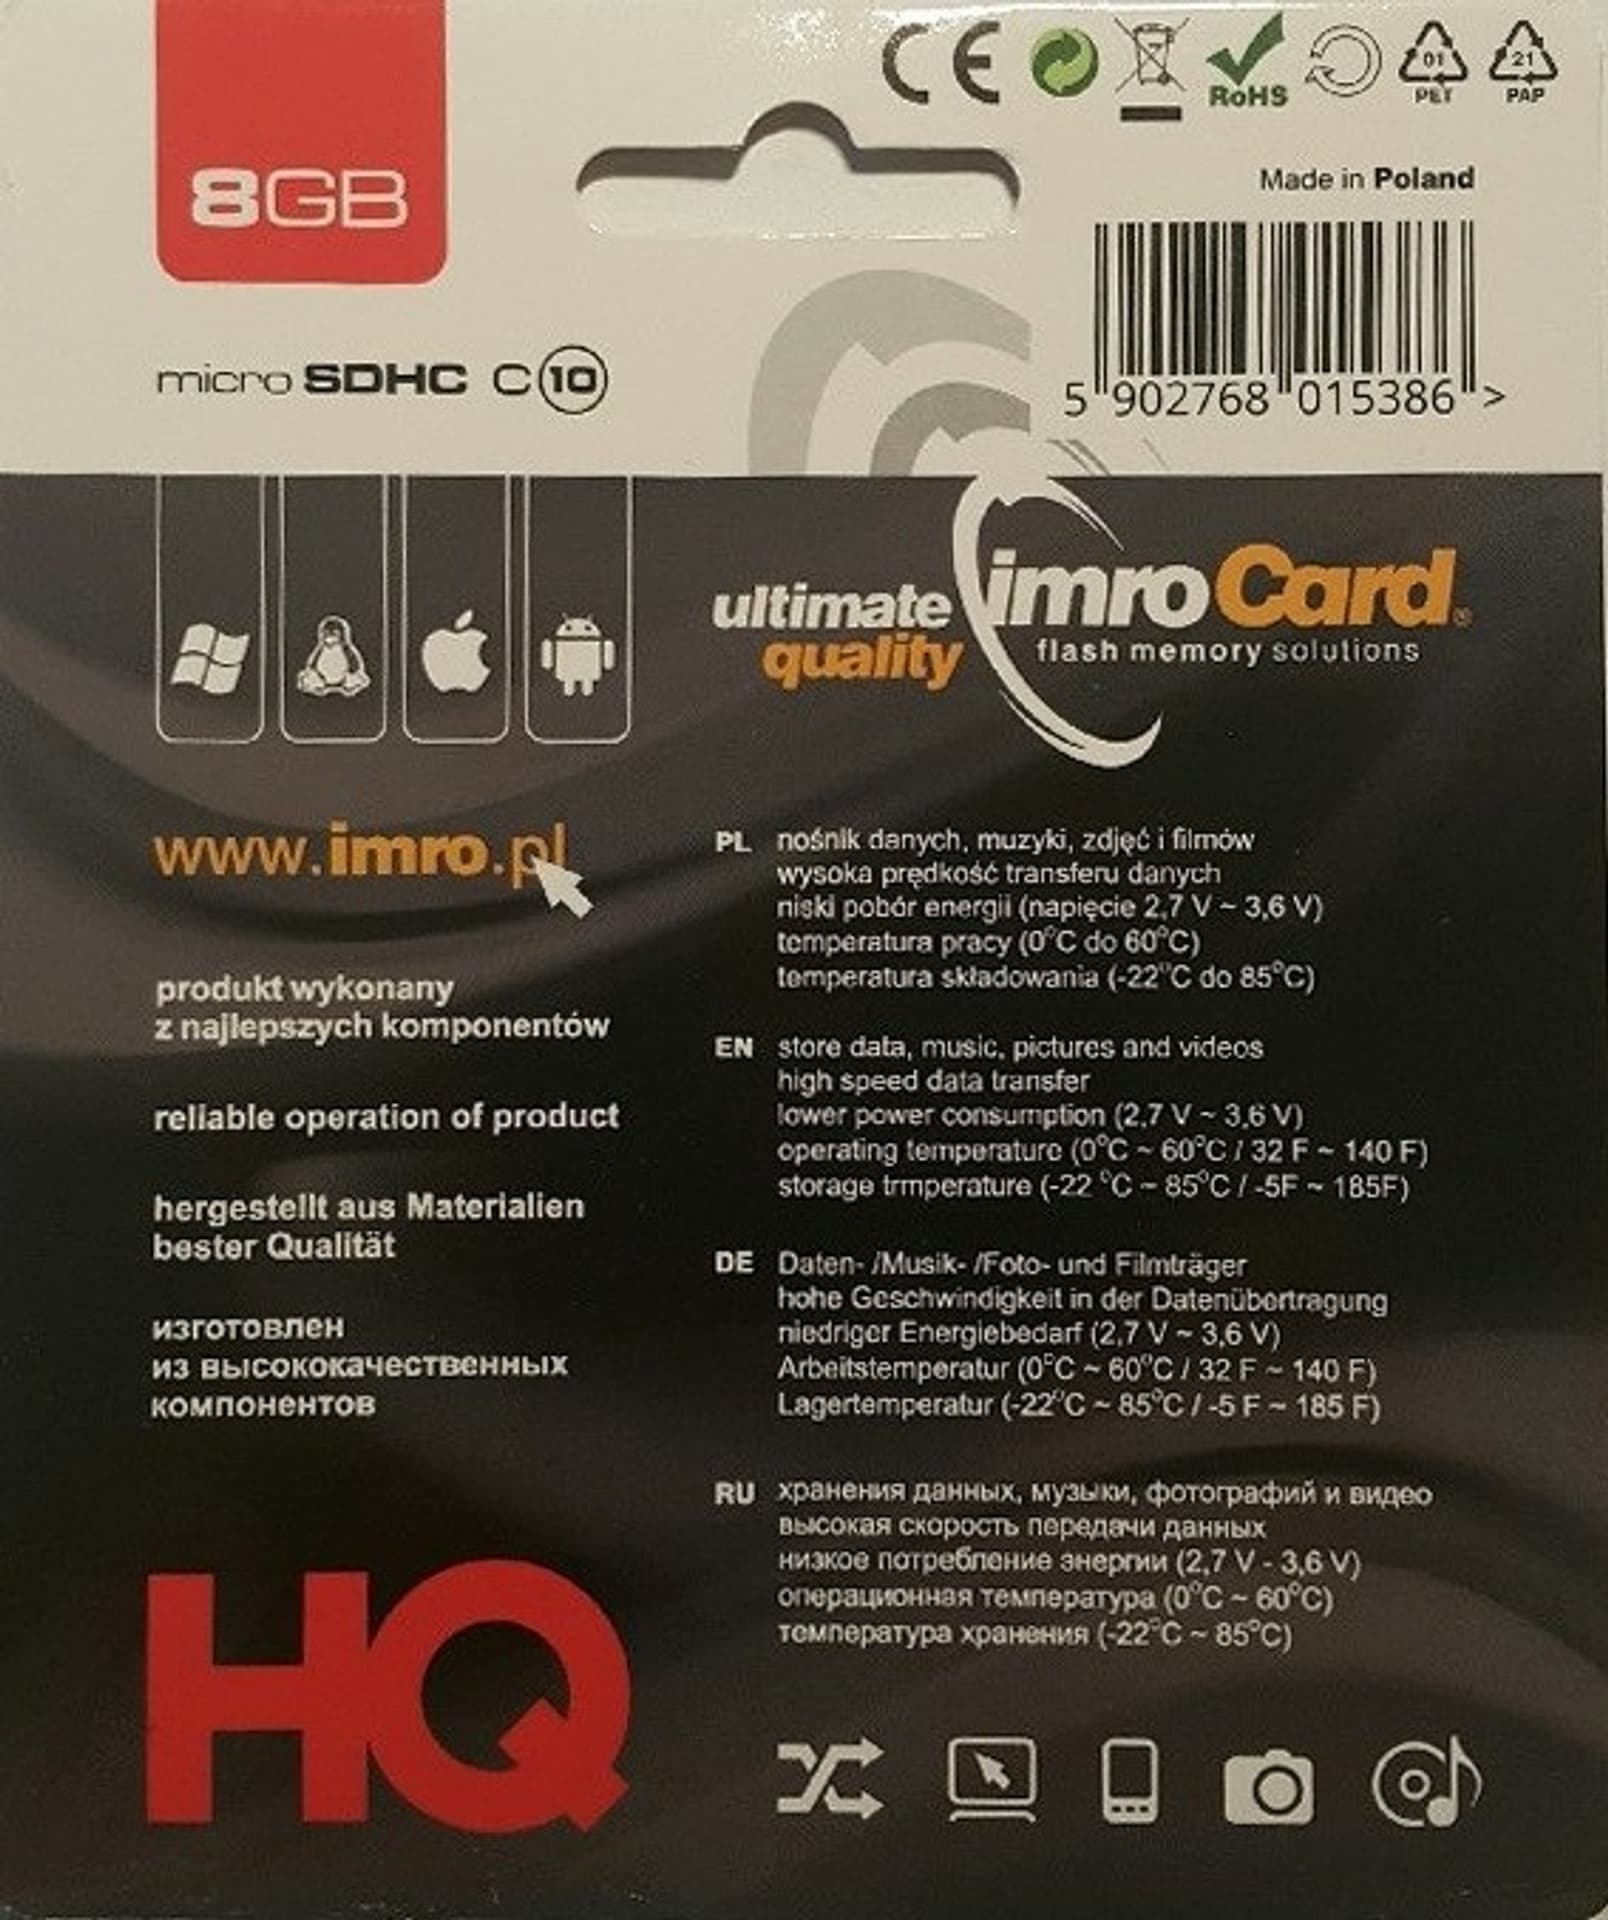 CE
RoHS
01
PET
21
PAP
8GB
Made in Poland
5 902768 015386 >
micro SDHC C10
ultimate
quality
imroCard®
flash memory solutions
www.imro.pl
produkt wykonany
z najlepszych komponentów
reliable operation of product
hergestellt aus Materialien
bester Qualität
изготовлен
из высококачественных
компонентов
HQ
PL nośnik danych, muzyki, zdjęć i filmów
wysoka prędkość transferu danych
niski pobór energii (napięcie 2,7 V ~ 3,6 V)
temperatura pracy (0°C do 60°C)
temperatura składowania (-22°C do 85°C)
EN store data, music, pictures and videos
high speed data transfer
lower power consumption (2,7 V ~ 3,6 V)
operating temperature (0°C ~ 60°C / 32 F ~ 140 F)
storage trmperature (-22 °C ~ 85°C / -5F ~ 185F)
DE Daten- /Musik- /Foto- und Filmträger
hohe Geschwindigkeit in der Datenübertragung
niedriger Energiebedarf (2,7 V ~ 3,6 V)
Arbeitstemperatur (0°C ~ 60°C / 32 F ~ 140 F)
Lagertemperatur (-22°C ~ 85°C / -5 F ~ 185 F)
RU хранения данных, музыки, фотографий и видео
высокая скорость передачи данных
низкое потребление энергии (2,7 V - 3,6 V)
операционная температура (0°C ~ 60°C)
температура хранения (-22°C ~ 85°C)